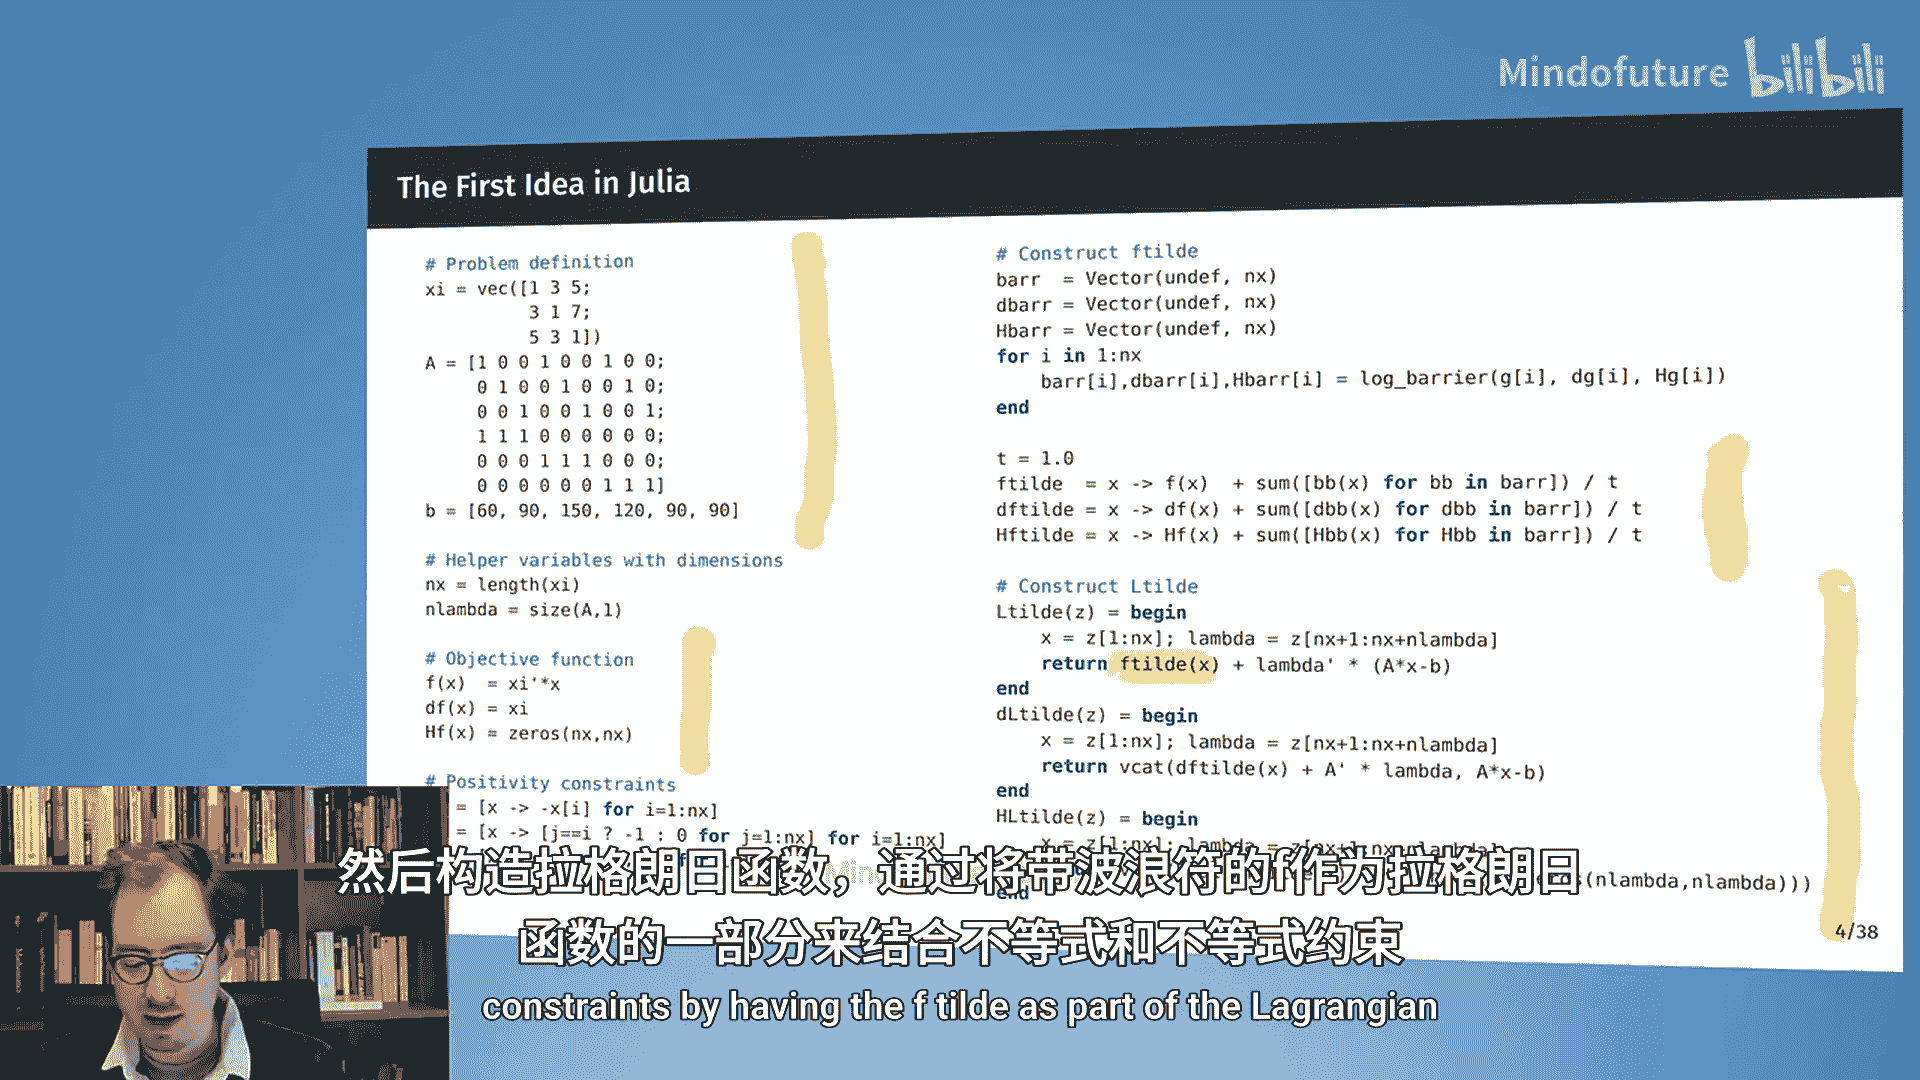 Mindofuture bilibili
The First Idea in Julia
# Problem definition
xi = vec([1 3 5;
3 1 7;
5 3 1])
A = [1 0 0 1 0 0 1 0 0;
0 1 0 0 1 0 0 1 0;
0 0 1 0 0 1 0 0 1;
1 1 1 0 0 0 0 0 0;
0 0 0 1 1 1 0 0 0;
0 0 0 0 0 0 1 1 1]
b = [60, 90, 150, 120, 90, 90]
# Helper variables with dimensions
nx = length(xi)
nlambda = size(A,1)
# Objective function
f(x) = xi'*x
df(x) = xi
Hf(x) = zeros(nx,nx)
# Positivity constraints
= [x -> -x[i] for i=1:nx]
= [x -> [j==i ? -1 : 0 for j=1:nx] for i=1:nx]
# Construct ftilde
barr = Vector(undef, nx)
dbarr = Vector(undef, nx)
Hbarr = Vector(undef, nx)
for i in 1:nx
barr[i],dbarr[i],Hbarr[i] = log_barrier(g[i], dg[i], Hg[i])
end
t = 1.0
ftilde = x -> f(x) + sum([bb(x) for bb in barr]) / t
dftilde = x -> df(x) + sum([dbb(x) for dbb in barr]) / t
Hftilde = x -> Hf(x) + sum([Hbb(x) for Hbb in barr]) / t
# Construct Ltilde
Ltilde(z) = begin
x = z[1:nx]; lambda = z[nx+1:nx+nlambda]
return ftilde(x) + lambda' * (A*x-b)
end
dLtilde(z) = begin
x = z[1:nx]; lambda = z[nx+1:nx+nlambda]
return vcat(dftilde(x) + A' * lambda, A*x-b)
end
HLtilde(z) = begin
x = z[1:nx]; lambda = z[nx+1:nx+nlambda]
(nlambda,nlambda)))
end
4/38
然后构造拉格朗日函数，通过将带波浪符的f作为拉格朗日
函数的一部分来结合不等式和不等式约束
constraints by having the f tilde as part of the Lagrangian